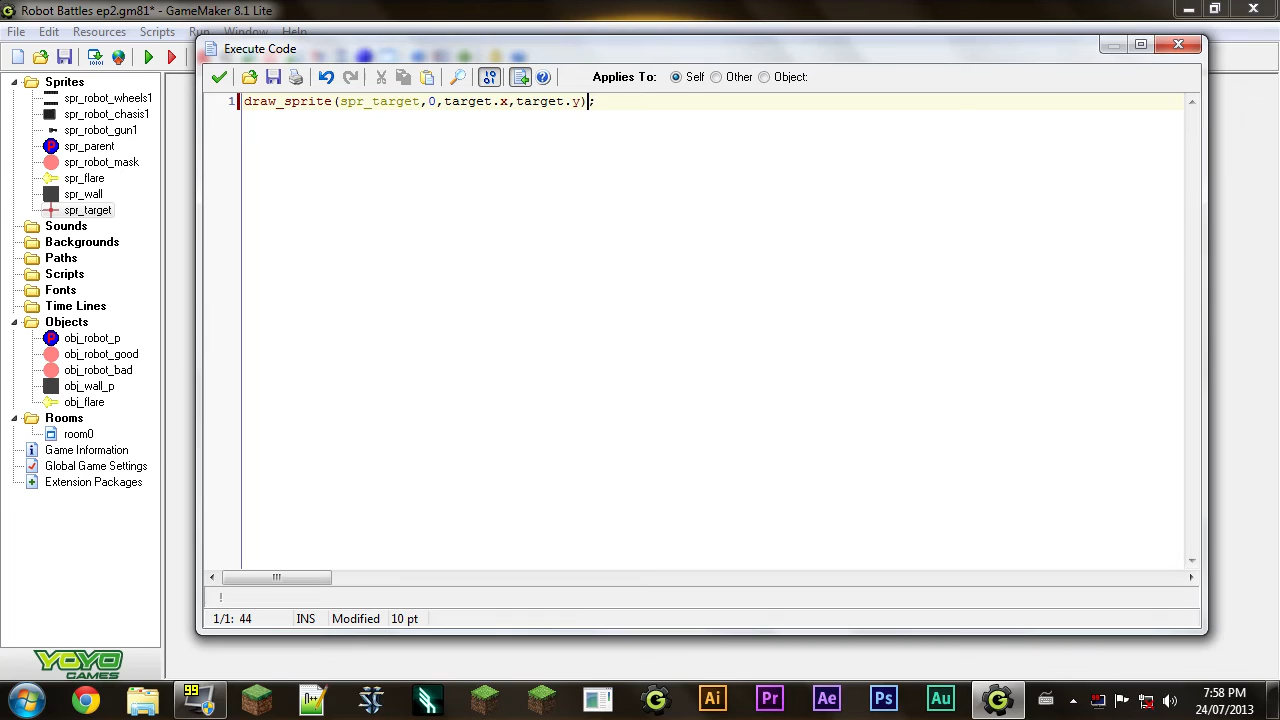 Robot Battles ep2.gm81* - GameMaker 8.1 Lite
File Edit Resources Scripts Run Window Help
Execute Code
Applies To: Self Other Object:
1 draw_sprite(spr_target,0,target.x,target.y);
Sprites
spr_robot_wheels1
spr_robot_chasis1
spr_robot_gun1
spr_parent
spr_robot_mask
spr_flare
spr_wall
spr_target
Sounds
Backgrounds
Paths
Scripts
Fonts
Time Lines
Objects
obj_robot_p
obj_robot_good
obj_robot_bad
obj_wall_p
obj_flare
Rooms
room0
Game Information
Global Game Settings
Extension Packages
!
1/1: 44 INS Modified 10 pt
YOYO
GAMES
99
Ai Pr Ae Ps Au
7:58 PM
24/07/2013